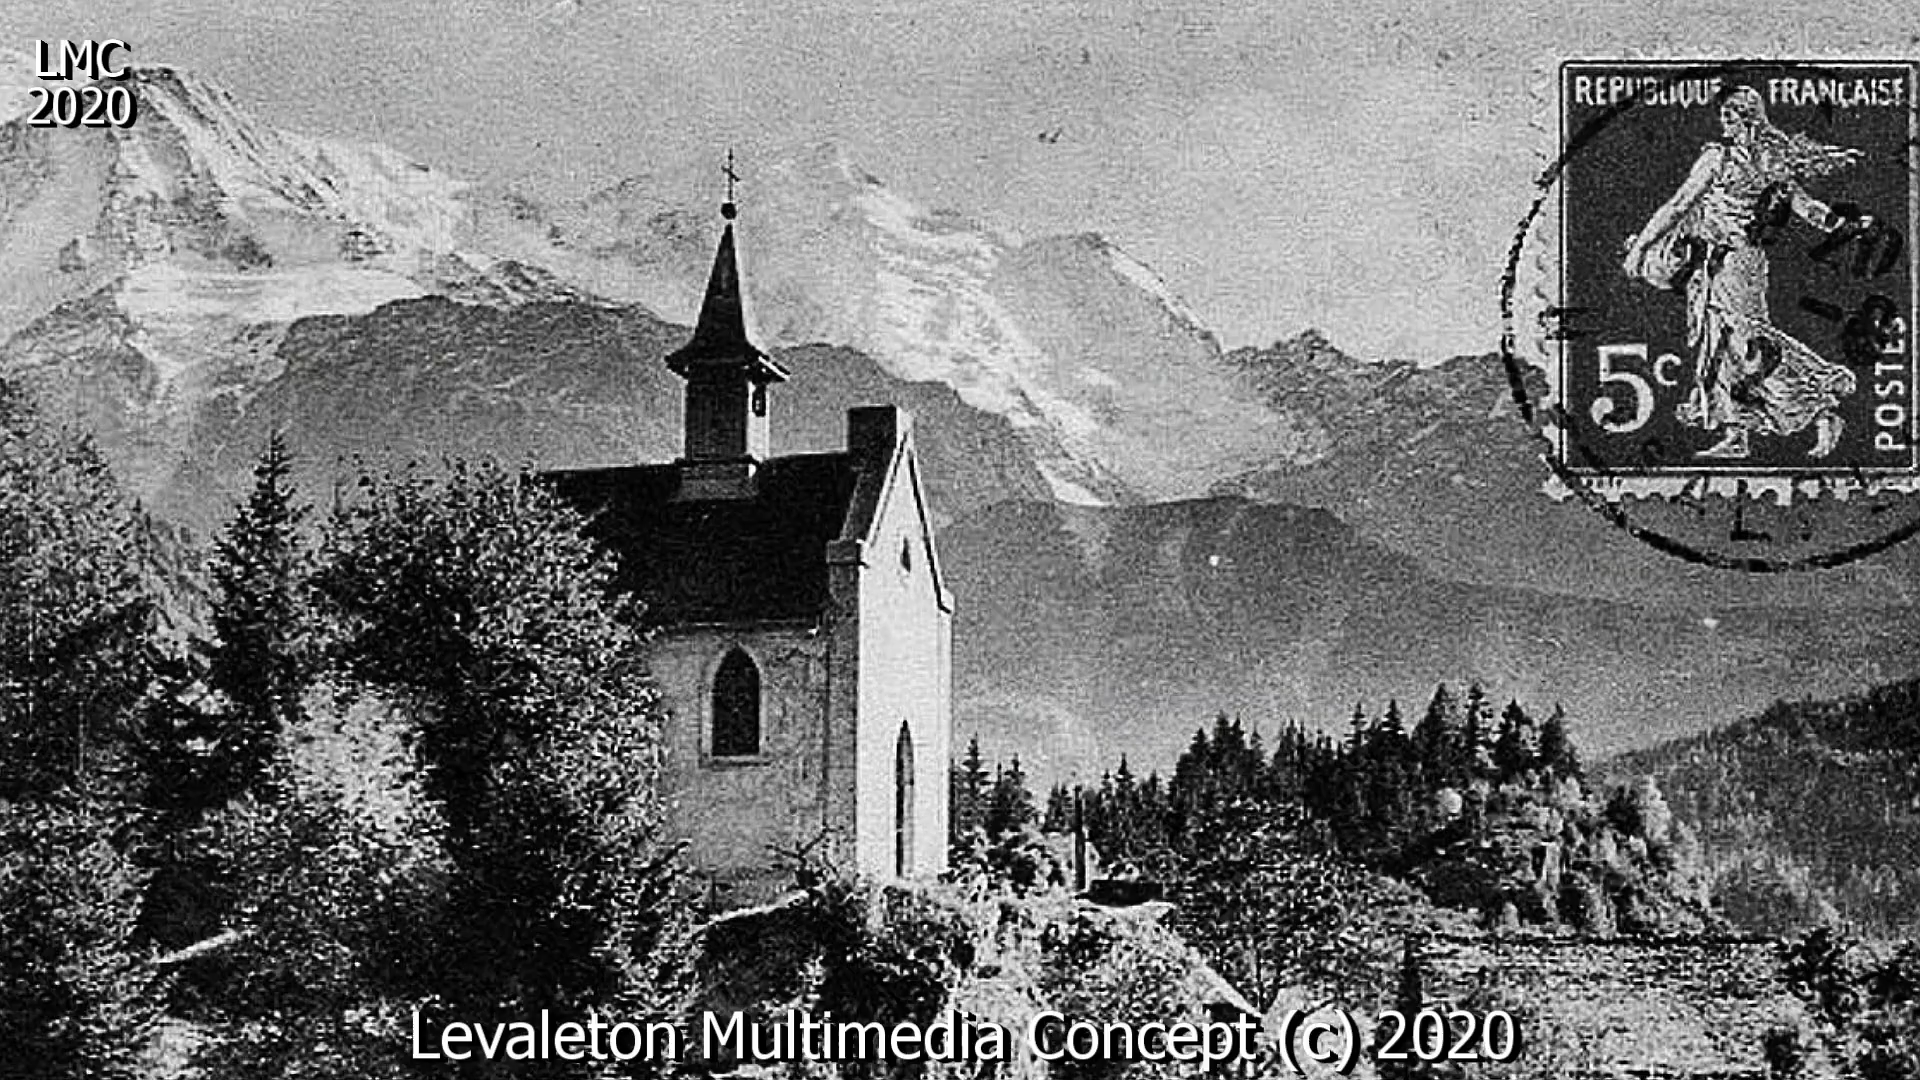 LMC
2020
REPUBLIQUE FRANÇAISE
5c
POSTES
Levaleton Multimedia Concept (c) 2020